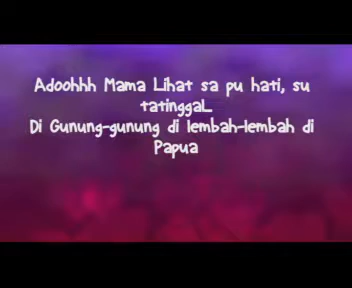 Adoohhh Mama Lihat sa pu hati, su
tatinggaL
Di Gunung-gunung di lembah-lembah di
Papua